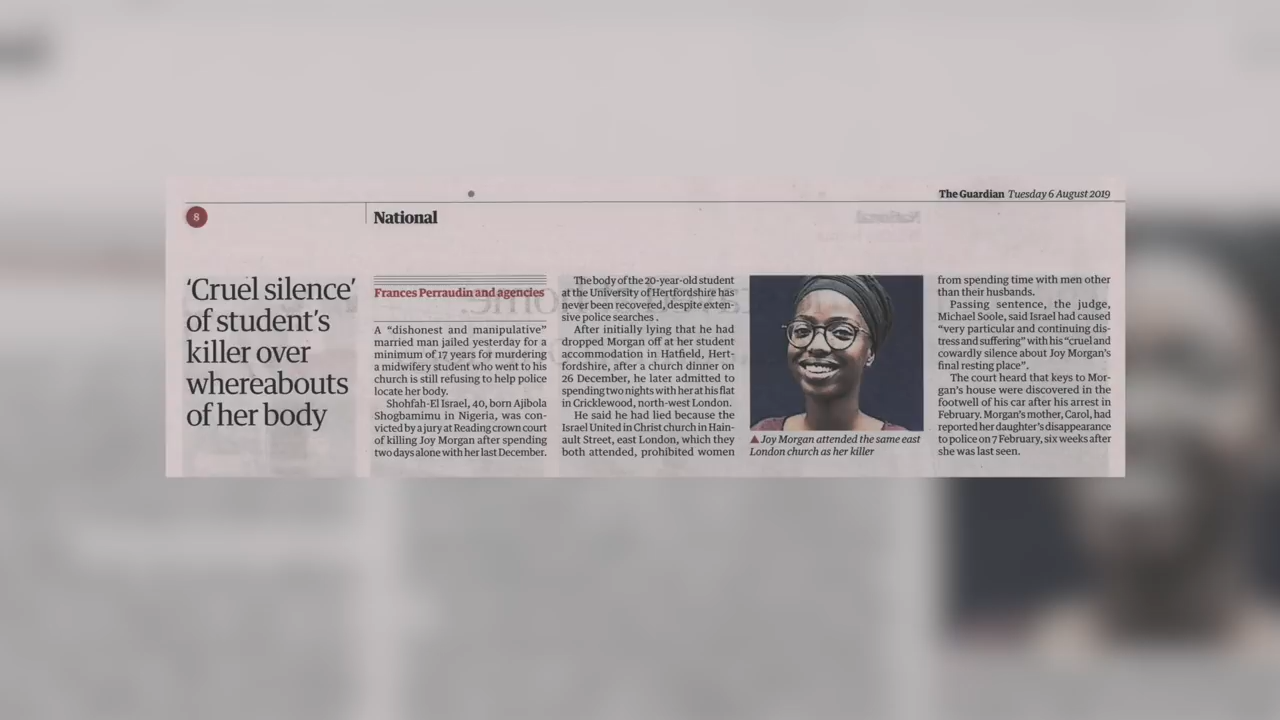 The Guardian Tuesday 6 August 2019
8
National
‘Cruel silence’
of student’s
killer over
whereabouts
of her body
Frances Perraudin and agencies
A “dishonest and manipulative”
married man jailed yesterday for a
minimum of 17 years for murdering
a midwifery student who went to his
church is still refusing to help police
locate her body.
Shohfah-El Israel, 40, born Ajibola
Shogbamimu in Nigeria, was con-
victed by a jury at Reading crown court
of killing Joy Morgan after spending
two days alone with her last December.
The body of the 20-year-old student
at the University of Hertfordshire has
never been recovered, despite exten-
sive police searches .
After initially lying that he had
dropped Morgan off at her student
accommodation in Hatfield, Hert-
fordshire, after a church dinner on
26 December, he later admitted to
spending two nights with her at his flat
in Cricklewood, north-west London.
He said he had lied because the
Israel United in Christ church in Hain-
ault Street, east London, which they
both attended, prohibited women
▲ Joy Morgan attended the same east
London church as her killer
from spending time with men other
than their husbands.
Passing sentence, the judge,
Michael Soole, said Israel had caused
“very particular and continuing dis-
tress and suffering” with his “cruel and
cowardly silence about Joy Morgan’s
final resting place”.
The court heard that keys to Mor-
gan’s house were discovered in the
footwell of his car after his arrest in
February. Morgan’s mother, Carol, had
reported her daughter’s disappearance
to police on 7 February, six weeks after
she was last seen.